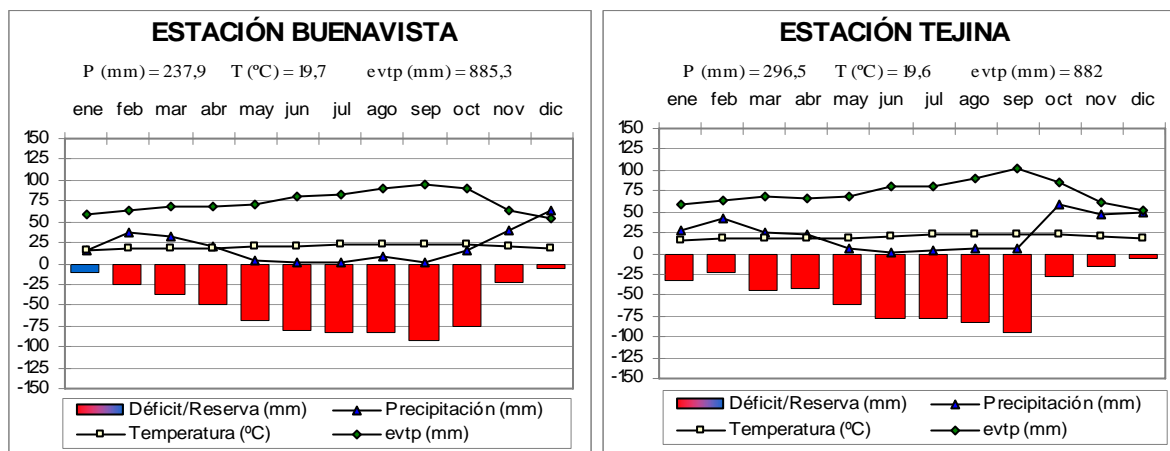 ESTACIÓN BUENAVISTA
P (mm) = 237,9 T (ºC) = 19,7 evtp (mm) = 885,3
ene feb mar abr may jun jul ago sep oct nov dic
150
125
100
75
50
25
0
-25
-50
-75
-100
-125
-150
Déficit/Reserva (mm) Precipitación (mm)
Temperatura (ºC) evtp (mm)
ESTACIÓN TEJINA
P (mm) = 296,5 T (ºC) = 19,6 evtp (mm) = 882
ene feb mar abr may jun jul ago sep oct nov dic
150
125
100
75
50
25
0
-25
-50
-75
-100
-125
-150
Déficit/Reserva (mm) Precipitación (mm)
Temperatura (ºC) evtp (mm)